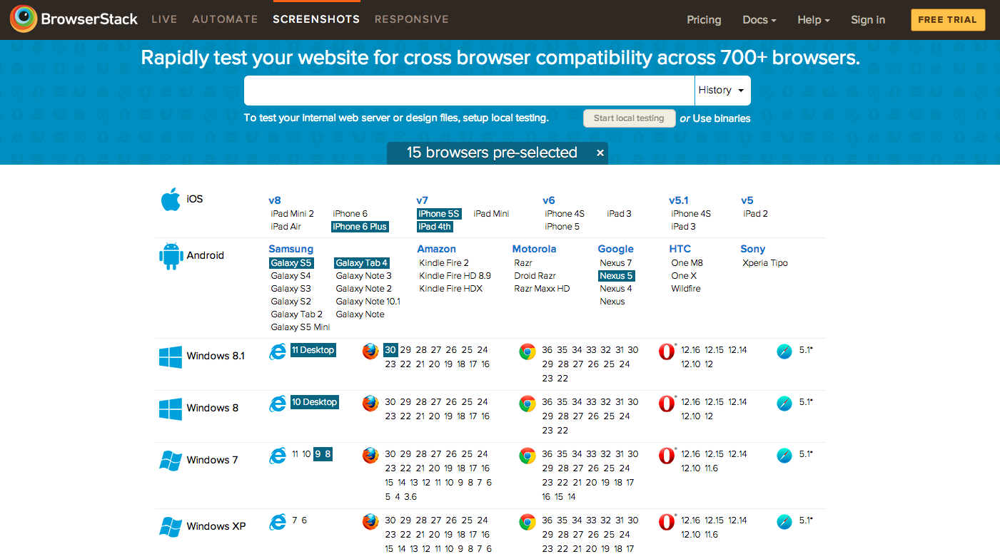 BrowserStack LIVE AUTOMATE SCREENSHOTS RESPONSIVE Pricing Docs Help Sign in FREE TRIAL
Rapidly test your website for cross browser compatibility across 700+ browsers.
History
To test your internal web server or design files, setup local testing. Start local testing or Use binaries
15 browsers pre-selected ×
iOS
v8 v7 v6 v5.1 v5
iPad Mini 2 iPhone 6 iPhone 5S iPad Mini iPhone 4S iPad 3 iPhone 4S iPad 2
iPad Air iPhone 6 Plus iPad 4th iPhone 5 iPad 3
Android
Samsung Amazon Motorola Google HTC Sony
Galaxy S5 Galaxy Tab 4 Kindle Fire 2 Razr Nexus 7 One M8 Xperia Tipo
Galaxy S4 Galaxy Note 3 Kindle Fire HD 8.9 Droid Razr Nexus 5 One X
Galaxy S3 Galaxy Note 2 Kindle Fire HDX Razr Maxx HD Nexus 4 Wildfire
Galaxy S2 Galaxy Note 10.1 Nexus
Galaxy Tab 2 Galaxy Note
Galaxy S5 Mini
Windows 8.1 11 Desktop 30 29 28 27 26 25 24 36 35 34 33 32 31 30 * 12.16 12.15 12.14 5.1*
23 22 21 20 19 18 17 16 29 28 27 26 25 24 12.10 12
23 22
Windows 8 10 Desktop 30 29 28 27 26 25 24 36 35 34 33 32 31 30 * 12.16 12.15 12.14 5.1*
23 22 21 20 19 18 17 16 29 28 27 26 25 24 12.10 12
23 22
Windows 7 11 10 9 8 30 29 28 27 26 25 24 36 35 34 33 32 31 30 * 12.16 12.15 12.14 5.1*
23 22 21 20 19 18 17 16 29 28 27 26 25 24 12.10 11.6
15 14 13 12 11 10 9 8 7 6 23 22 21 20 19 18 17
5 4 3.6 16 15 14
Windows XP 7 6 30 29 28 27 26 25 24 36 35 34 33 32 31 30 * 12.16 12.15 12.14 5.1*
23 22 21 20 19 18 17 16 29 28 27 26 25 24 12.10 11.6
15 14 13 12 11 10 9 8 7 6 23 22 21 20 19 18 17